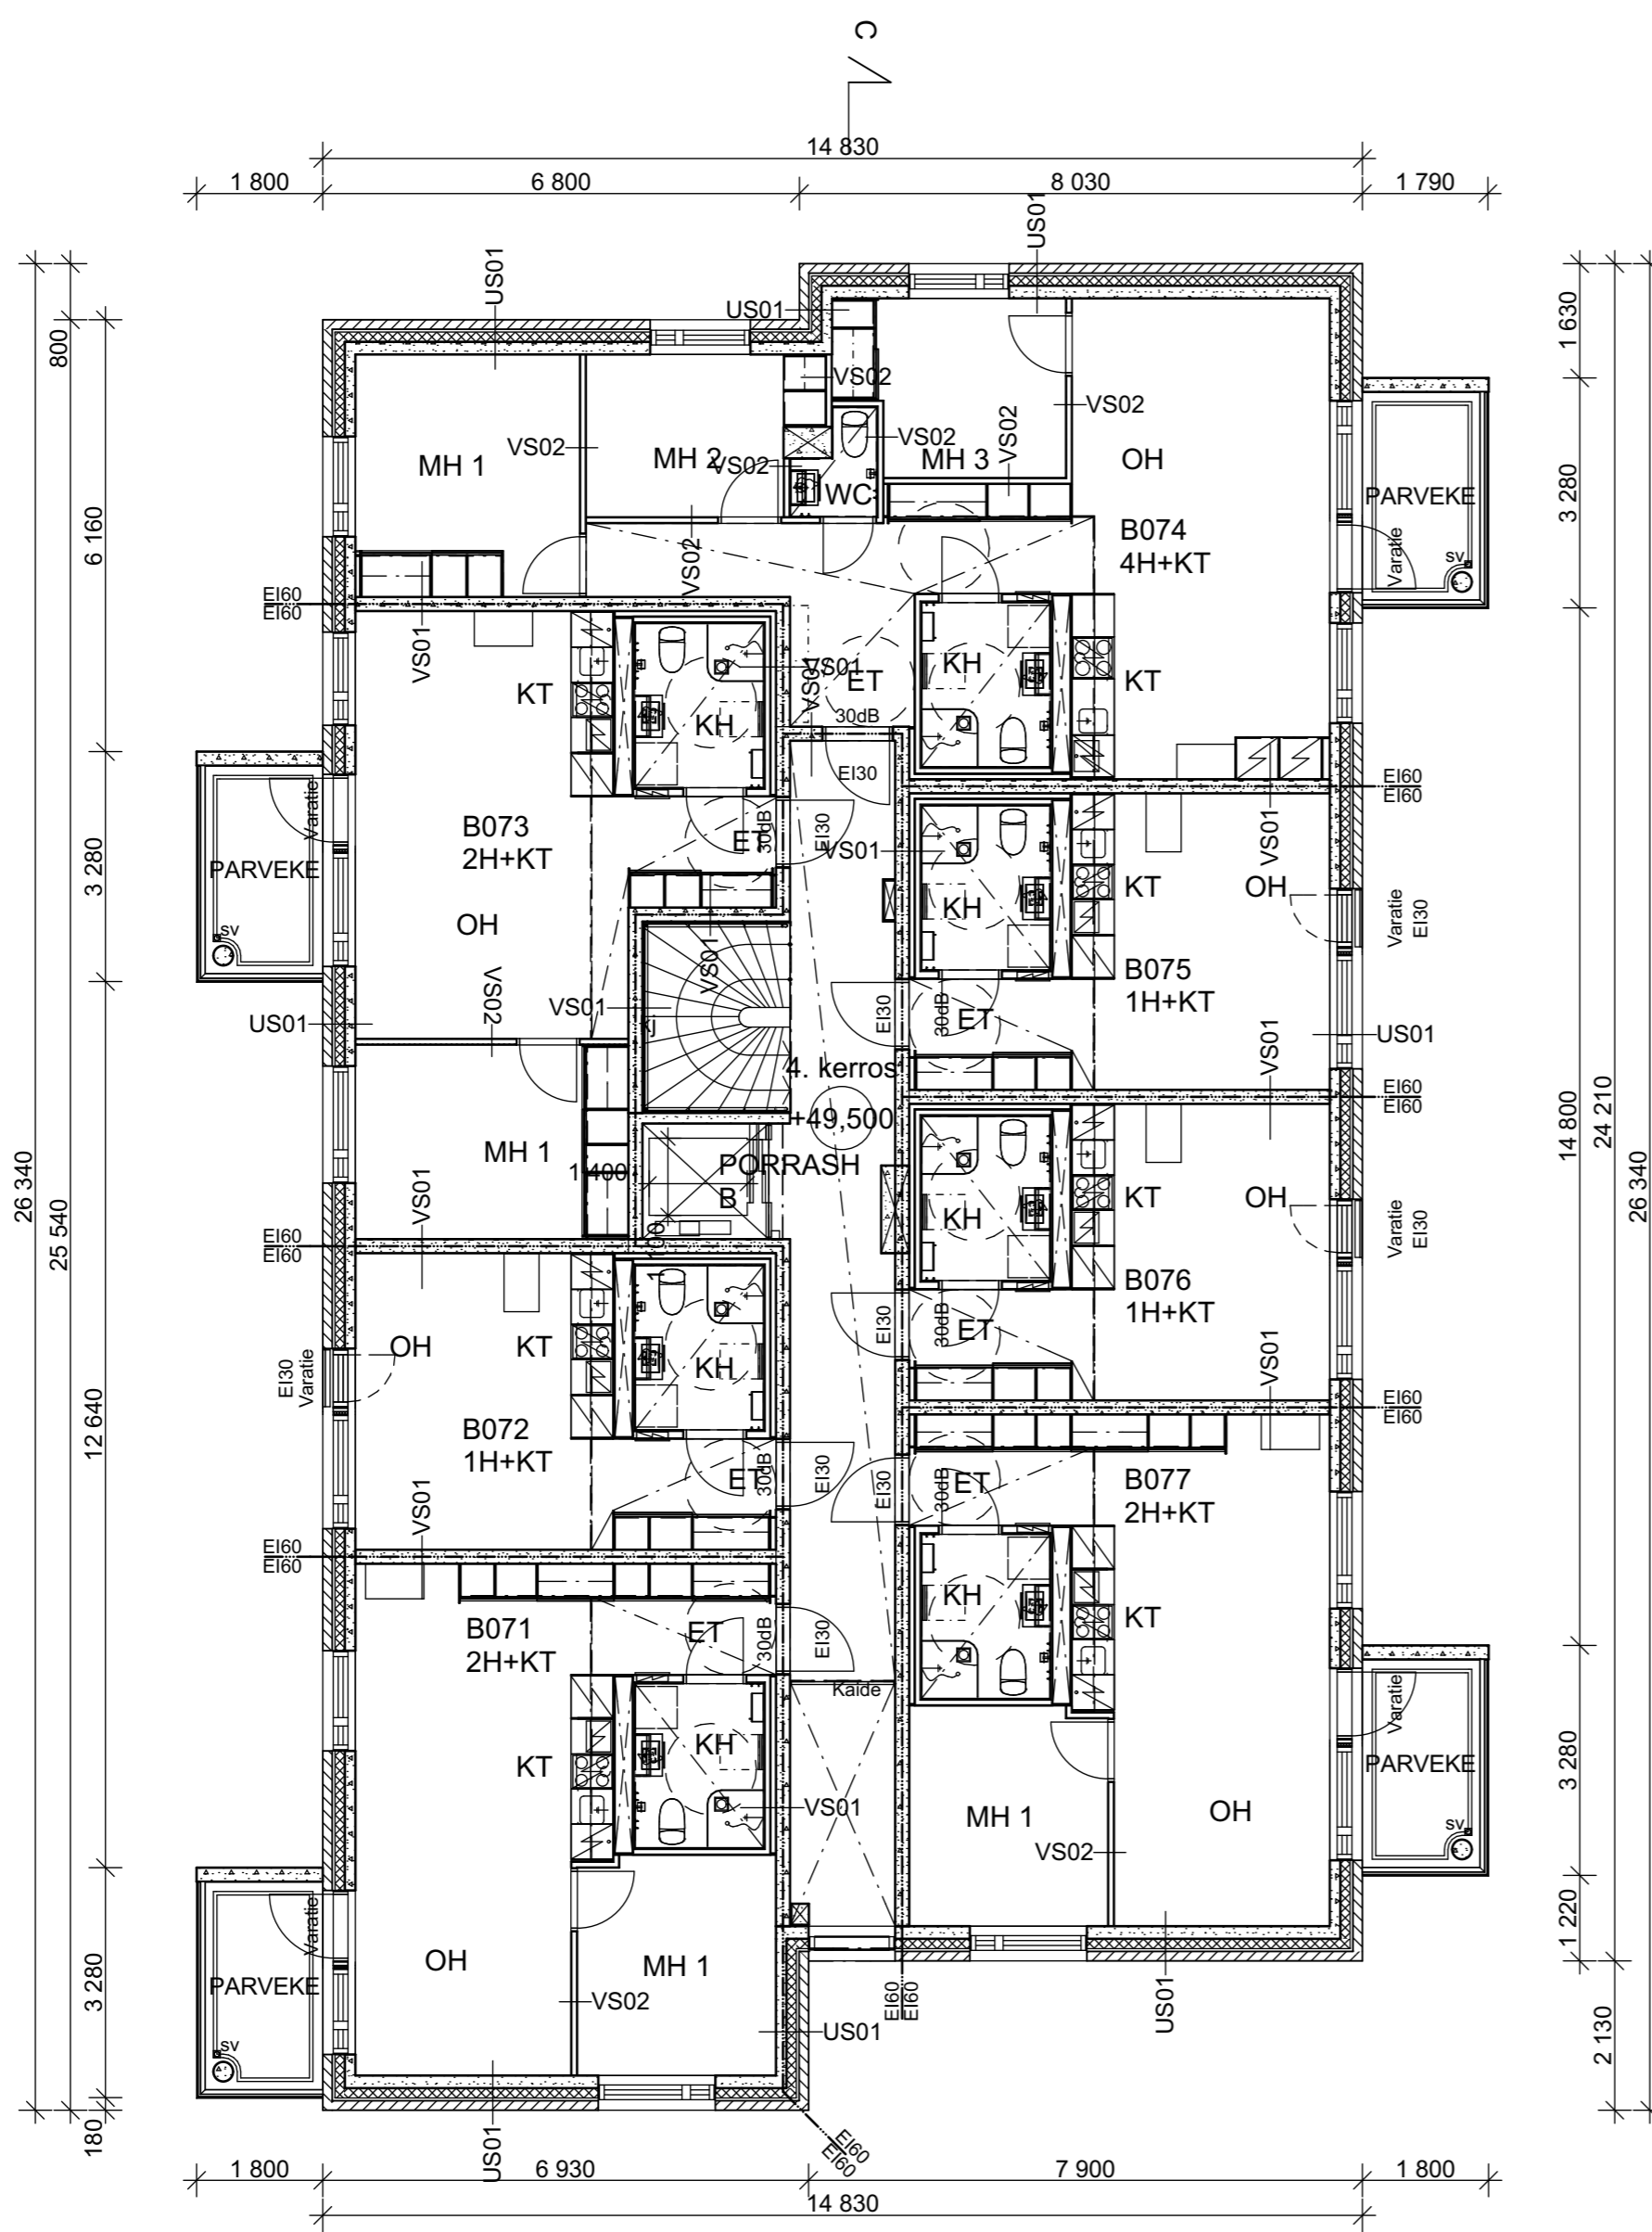 C
14 830
1 800
6 800
8 030
1 790
US01
US01
US01
800
1 630
VS02
VS02
VS02
VS02
VS02
VS02
MH 1
MH 2
MH 3
OH
WC
PARVEKE
3 280
B074
4H+KT
Varatie
sv
6 160
VS02
EI60
EI60
VS01
KT
KH
VS01
VS01
ET
30dB
KH
KT
EI30
EI60
EI60
B073
2H+KT
Varatie
PARVEKE
3 280
OH
sv
ET
30dB
EI30
VS01
KH
KT
OH
VS01
Varatie
EI30
VS01
VS02
US01
VS01
kj
B075
1H+KT
EI30
30dB
ET
VS01
US01
4. kerros
+49,500
EI60
EI60
14 800
24 210
26 340
26 340
25 540
MH 1
1 400
PORRASH
B
VS01
KH
KT
OH
Varatie
EI30
EI60
EI60
B076
1H+KT
EI30
30dB
ET
VS01
OH
KT
KH
EI30
Varatie
12 640
B072
1H+KT
ET
30dB
EI30
EI60
EI60
VS01
EI30
30dB
ET
B077
2H+KT
EI60
EI60
B071
2H+KT
ET
30dB
EI30
KH
KT
Kaide
KT
KH
VS01
Varatie
PARVEKE
3 280
sv
MH 1
OH
VS02
Varatie
PARVEKE
3 280
sv
OH
MH 1
VS02
US01
EI60
EI60
US01
1 220
2 130
180
US01
EI60
EI60
1 800
6 930
7 900
1 800
14 830